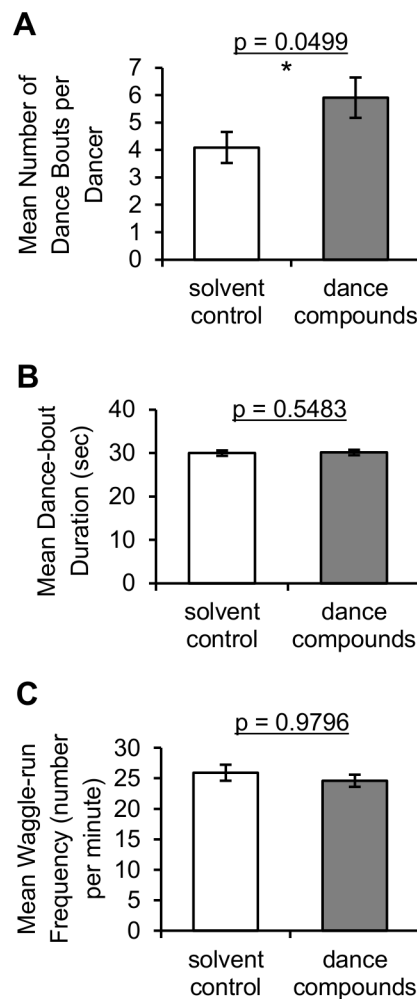 A
p = 0.0499
*
Mean Number of
Dance Bouts per
Dancer
7
6
5
4
3
2
1
0
solvent
control
dance
compounds
B
p = 0.5483
Mean Dance-bout
Duration (sec)
40
30
20
10
0
solvent
control
dance
compounds
C
p = 0.9796
Mean Waggle-run
Frequency (number
per minute)
30
25
20
15
10
5
0
solvent
control
dance
compounds